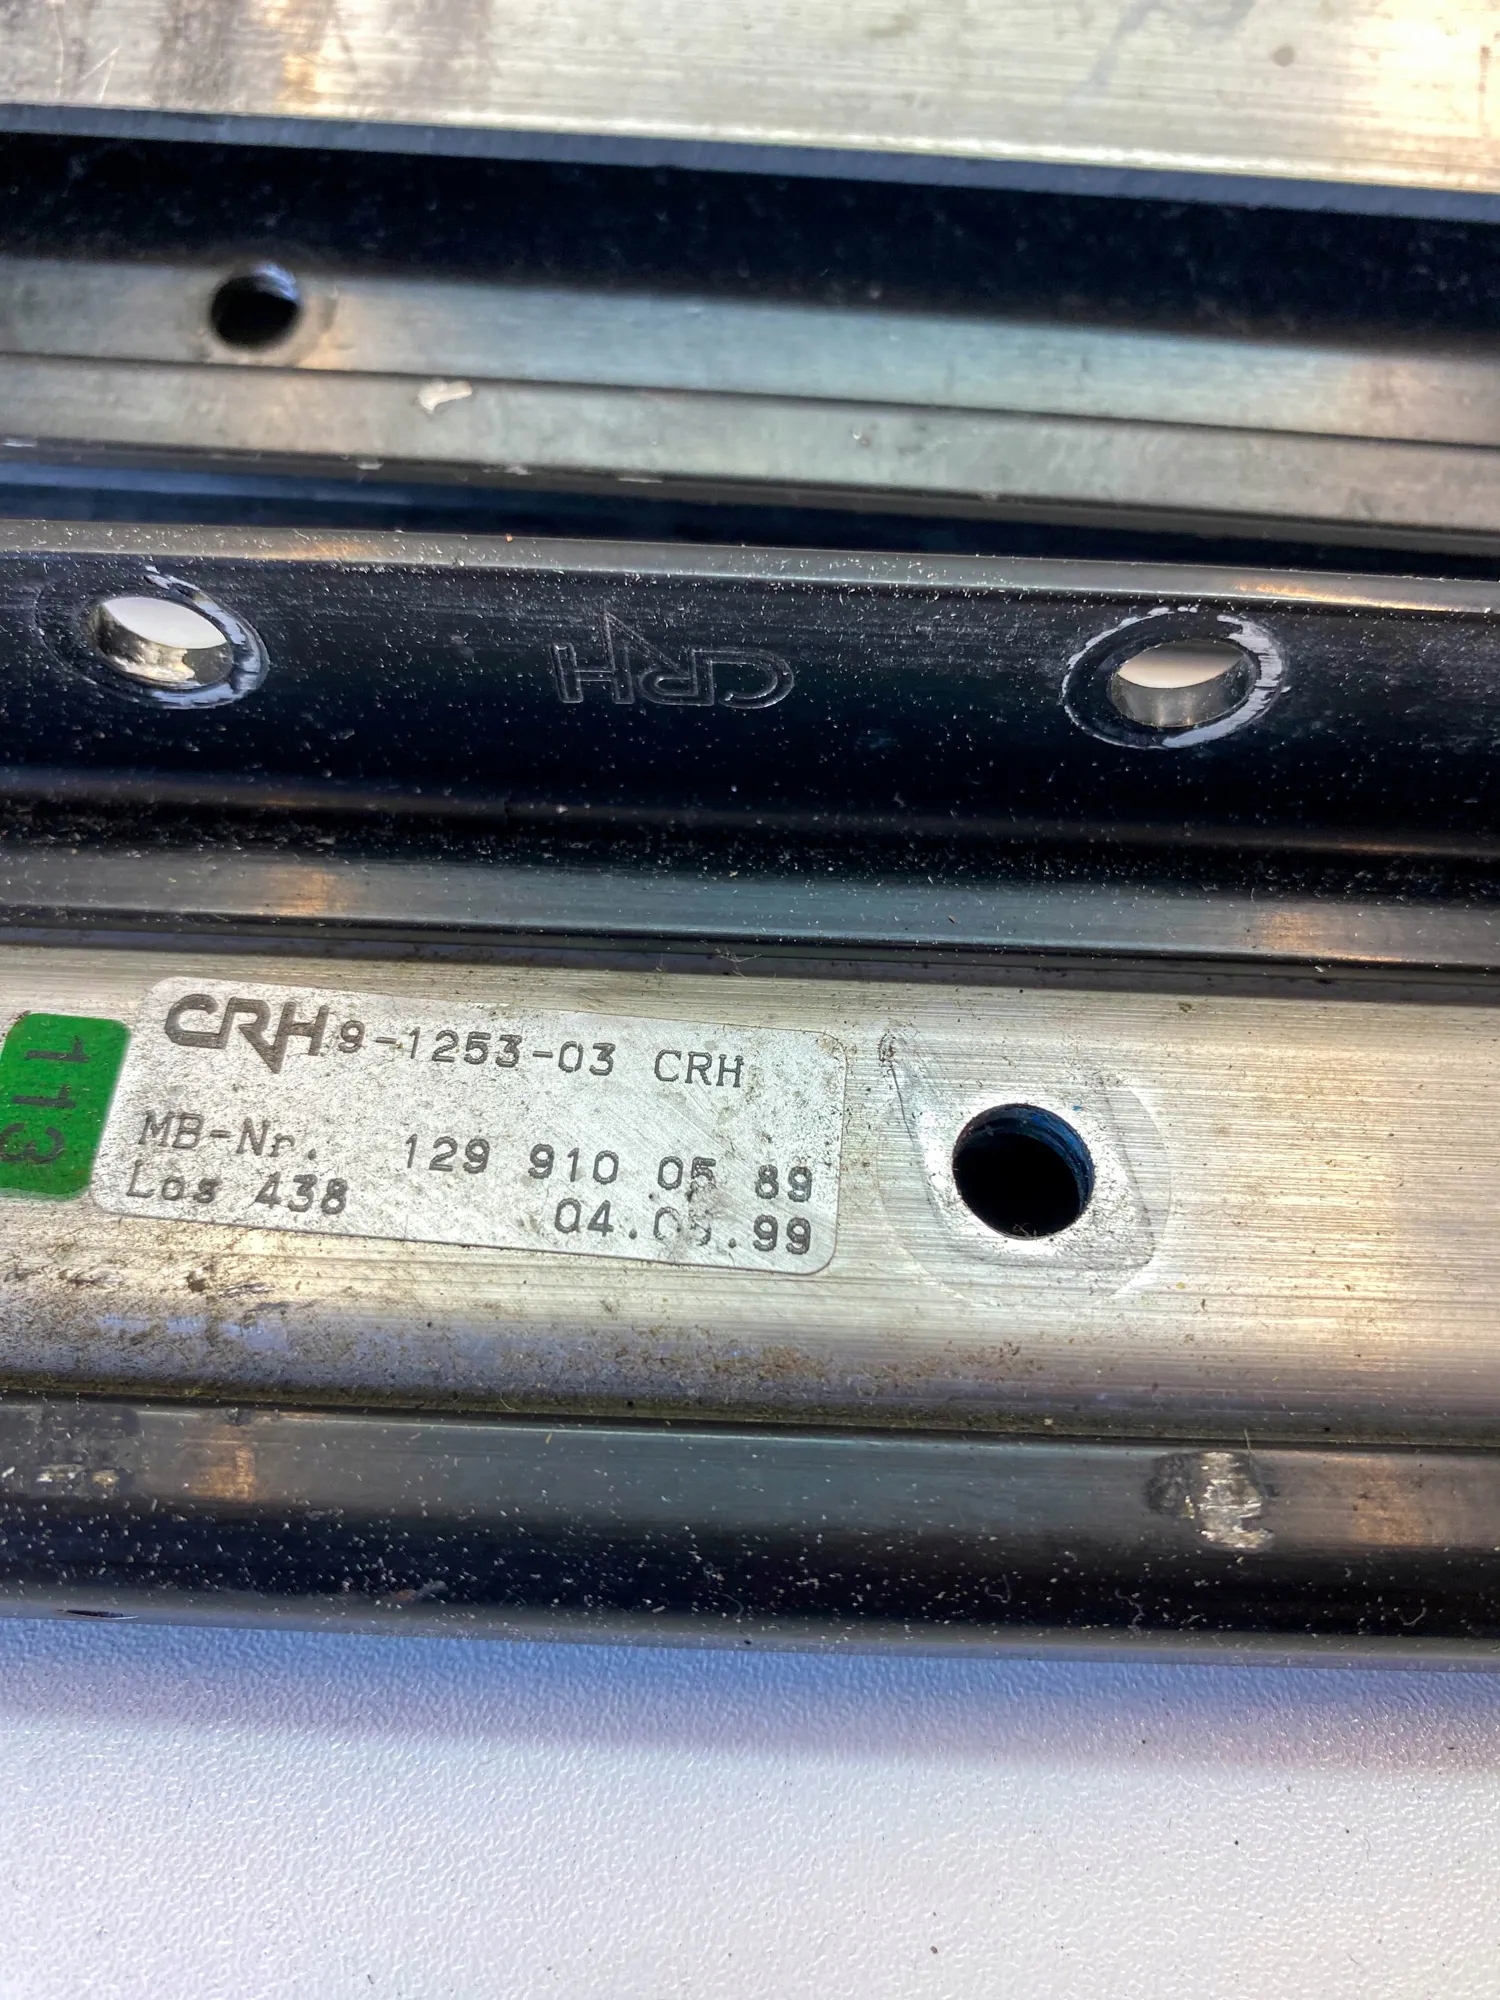 CRH
CRH 9-1253-03 CRH
MB-Nr. 129 910 05 89
Los 438
113